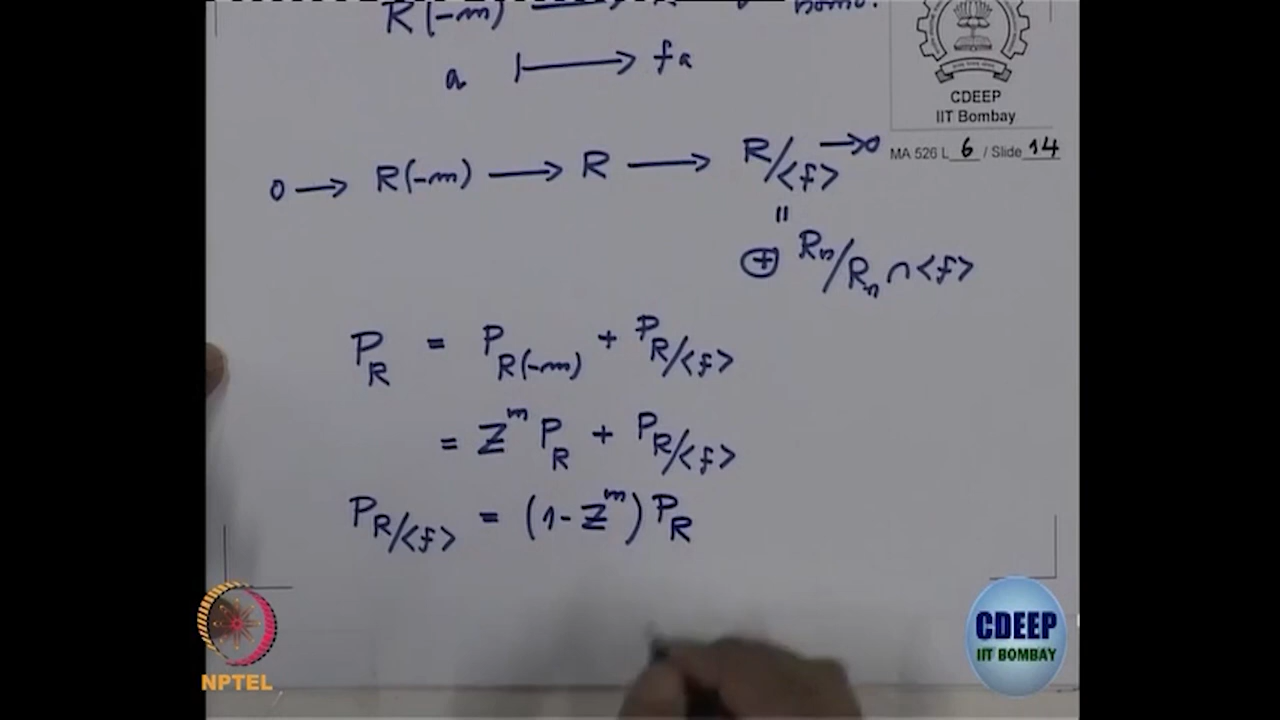 R(-m)
a ⟼ fa
CDEEP
IIT Bombay
MA 526 L 6 / Slide 14
0 → R(-m) → R → R/<f> → 0
"
⊕ Rn/Rn ∩ <f>
P_R = P_R(-m) + P_R/<f>
= Z^m P_R + P_R/<f>
P_R/<f> = (1 - Z^m) P_R
NPTEL
CDEEP
IIT BOMBAY